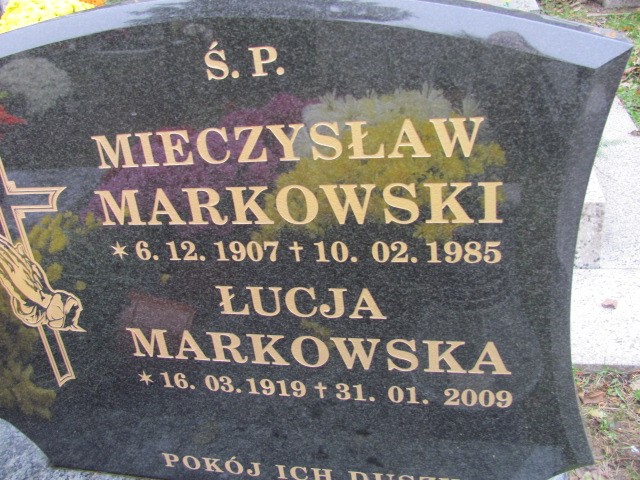 Ś. P.
MIECZYSŁAW
MARKOWSKI
* 6. 12. 1907 † 10. 02. 1985
ŁUCJA
MARKOWSKA
* 16. 03. 1919 † 31. 01. 2009
POKÓJ ICH